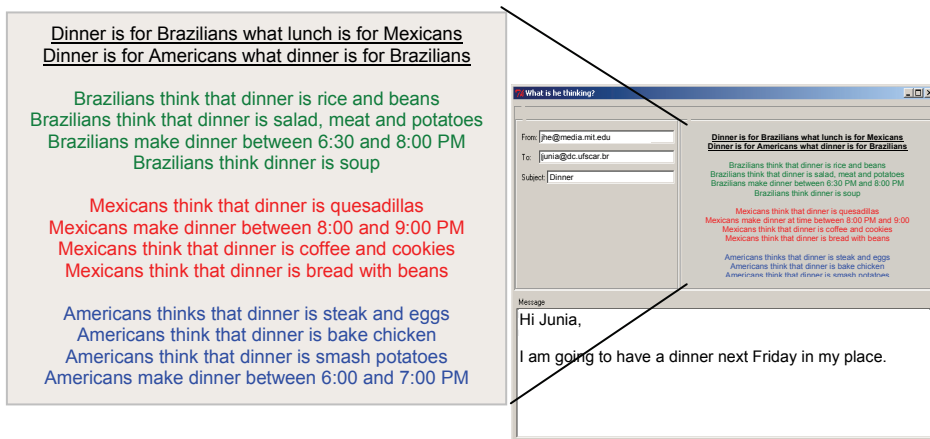 Dinner is for Brazilians what lunch is for Mexicans
Dinner is for Americans what dinner is for Brazilians
Brazilians think that dinner is rice and beans
Brazilians think that dinner is salad, meat and potatoes
Brazilians make dinner between 6:30 and 8:00 PM
Brazilians think dinner is soup
Mexicans think that dinner is quesadillas
Mexicans make dinner between 8:00 and 9:00 PM
Mexicans think that dinner is coffee and cookies
Mexicans think that dinner is bread with beans
Americans thinks that dinner is steak and eggs
Americans think that dinner is bake chicken
Americans think that dinner is smash potatoes
Americans make dinner between 6:00 and 7:00 PM
What is he thinking?
From: jhe@media.mit.edu
To: junia@dc.ufscar.br
Subject: Dinner
Dinner is for Brazilians what lunch is for Mexicans
Dinner is for Americans what dinner is for Brazilians
Brazilians think that dinner is rice and beans
Brazilians think that dinner is salad, meat and potatoes
Brazilians make dinner between 6:30 PM and 8:00 PM
Brazilians think dinner is soup
Mexicans think that dinner is quesadillas
Mexicans make dinner at time between 8:00 PM and 9:00
Mexicans think that dinner is coffee and cookies
Mexicans think that dinner is bread with beans
Americans thinks that dinner is steak and eggs
Americans think that dinner is bake chicken
Americans think that dinner is smash potatoes
Message
Hi Junia,
I am going to have a dinner next Friday in my place.